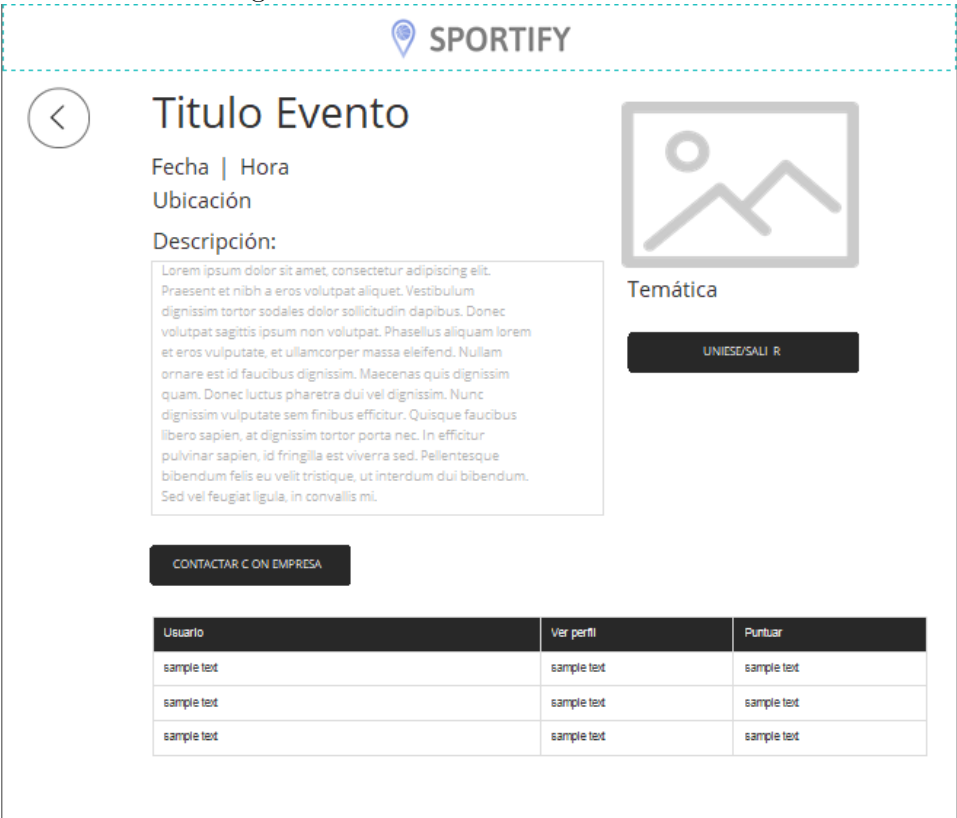 SPORTIFY
Titulo Evento
Fecha | Hora
Ubicación
Descripción:
Lorem ipsum dolor sit amet, consectetur adipiscing elit.
Praesent et nibh a eros volutpat aliquet. Vestibulum
dignissim tortor sodales dolor sollicitudin dapibus. Donec
volutpat sagittis ipsum non volutpat. Phasellus aliquam lorem
et eros vulputate, et ullamcorper massa eleifend. Nullam
ornare est id faucibus dignissim. Maecenas quis dignissim
quam. Donec luctus pharetra dui vel dignissim. Nunc
dignissim vulputate sem finibus efficitur. Quisque faucibus
libero sapien, at dignissim tortor porta nec. In efficitur
pulvinar sapien, id fringilla est viverra sed. Pellentesque
bibendum felis eu velit tristique, ut interdum dui bibendum.
Sed vel feugiat ligula, in convallis mi.
Temática
UNIESE/SALI R
CONTACTAR C ON EMPRESA
Usuario Ver perfil Puntuar
sample text sample text sample text
sample text sample text sample text
sample text sample text sample text